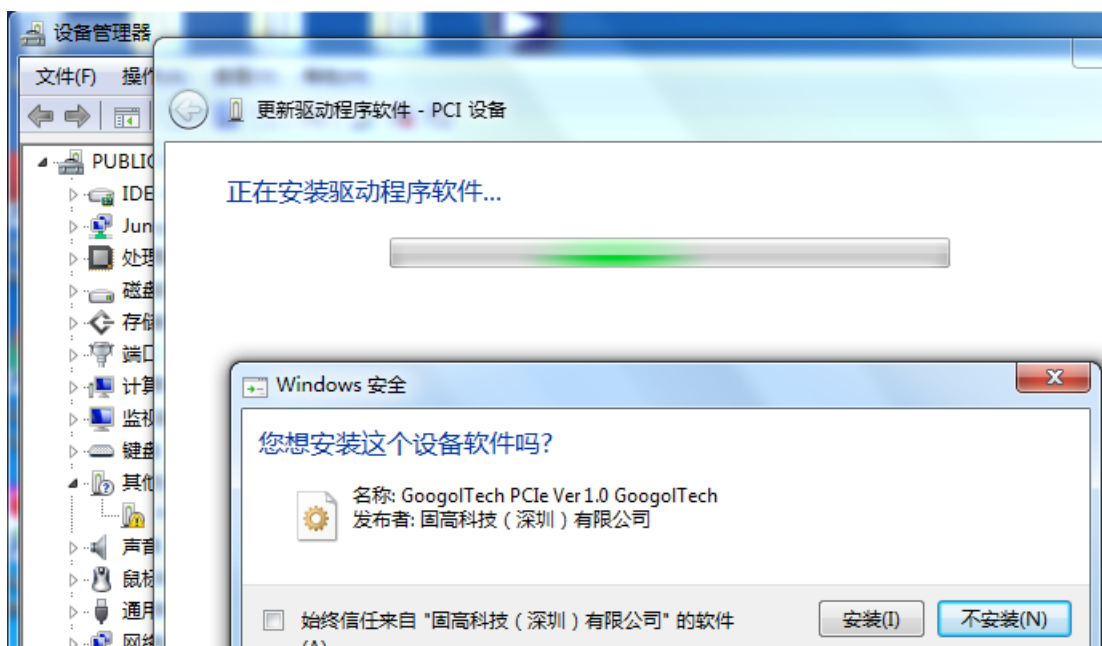 设备管理器
文件(F) 操作
更新驱动程序软件 - PCI 设备
PUBLIC
正在安装驱动程序软件...
IDE
Jun
处理
磁盘
存储
端口
计算
监视
键盘
其他
声音
鼠标
通用
网络
Windows 安全
您想安装这个设备软件吗?
名称: GoogolTech PCIe Ver 1.0 GoogolTech
发布者: 固高科技（深圳）有限公司
始终信任来自 "固高科技（深圳）有限公司" 的软件
(A)
安装(I)
不安装(N)